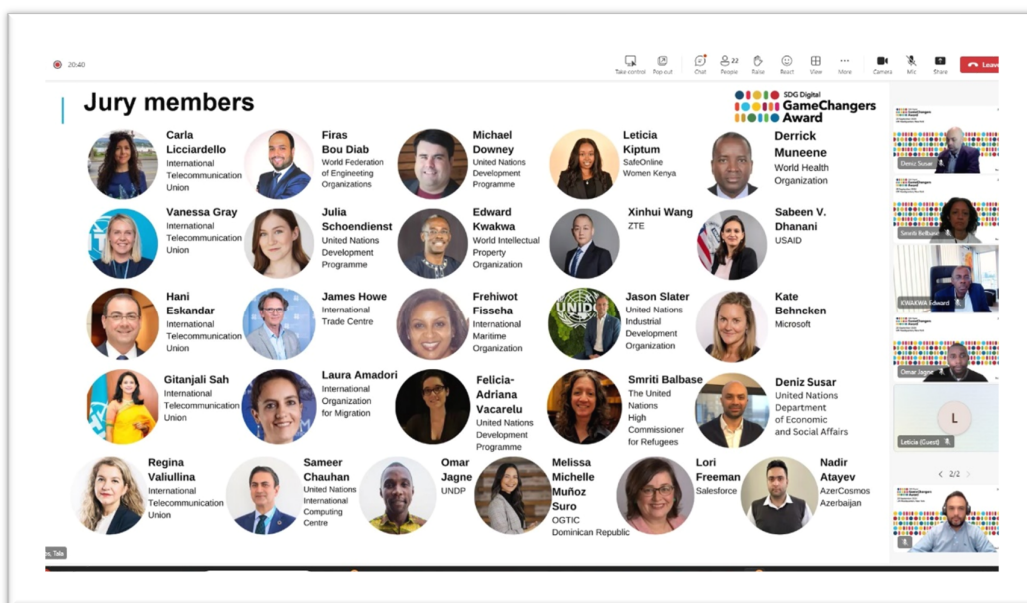 20:40
Take control
Pop out
Chat
22
People
Raise
React
View
More
Camera
Mic
Share
Leav
Jury members
SDG Digital
GameChangers
Award
Carla
Licciardello
International
Telecommunication
Union
Firas
Bou Diab
World Federation
of Engineering
Organizations
Michael
Downey
United Nations
Development
Programme
Leticia
Kiptum
SafeOnline
Women Kenya
Derrick
Muneene
World Health
Organization
Vanessa Gray
International
Telecommunication
Union
Julia
Schoendienst
United Nations
Development
Programme
Edward
Kwakwa
World Intellectual
Property
Organization
Xinhui Wang
ZTE
Sabeen V.
Dhanani
USAID
Hani
Eskandar
International
Telecommunication
Union
James Howe
International
Trade Centre
Frehiwot
Fisseha
International
Maritime
Organization
UNID
Jason Slater
United Nations
Industrial
Development
Organization
Kate
Behncken
Microsoft
Gitanjali Sah
International
Telecommunication
Union
Laura Amadori
International
Organization
for Migration
Felicia-
Adriana
Vacarelu
United Nations
Development
Programme
Smriti Balbase
The United
Nations
High
Commissioner
for Refugees
Deniz Susar
United Nations
Department
of Economic
and Social Affairs
Regina
Valiullina
International
Telecommunication
Union
Sameer
Chauhan
United Nations
International
Computing
Centre
Omar
Jagne
UNDP
Melissa
Michelle
Muñoz
Suro
OGTIC
Dominican Republic
Lori
Freeman
Salesforce
Nadir
Atayev
AzerCosmos
Azerbaijan
Deniz Susar
KWAKWA Edward
Omar Jagne
L
Leticia (Guest)
2/2
Tala